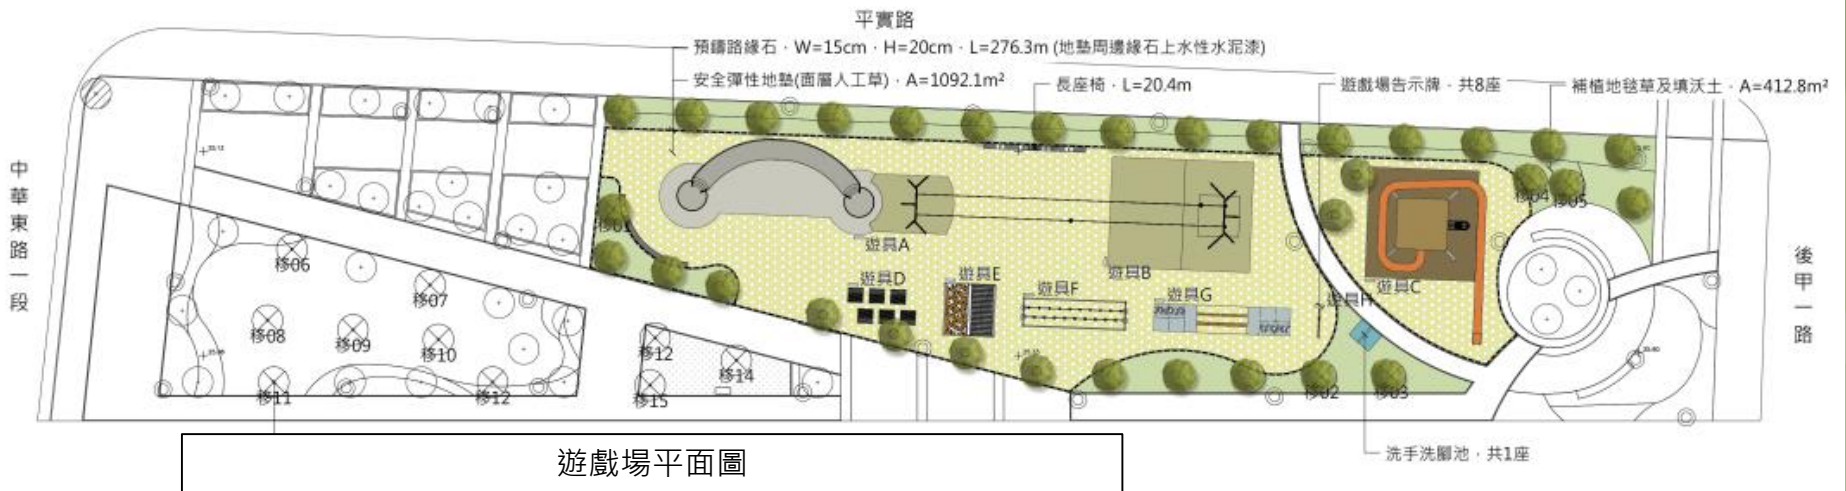 平實路
預鑄路緣石．W=15cm．H=20cm．L=276.3m (地墊周邊緣石上水性水泥漆)
安全彈性地墊(面層人工草)．A=1092.1m²
長座椅．L=20.4m
遊戲場告示牌．共8座
補植地毯草及填沃土．A=412.8m²
中華東路一段
後甲一路
移04
移05
移01
移06
移07
移08
移09
移10
移11
移12
移12
移14
移15
遊具A
遊具B
遊具C
遊具D
遊具E
遊具F
遊具G
遊具H
移02
移03
洗手洗腳池．共1座
遊戲場平面圖